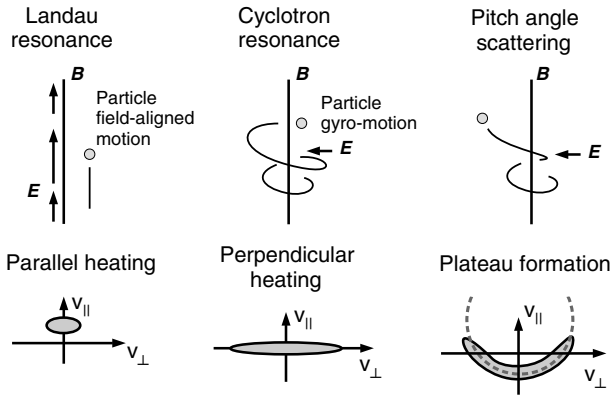 Landau
resonance
B
Particle
field-aligned
motion
E
Cyclotron
resonance
B
Particle
gyro-motion
E
Pitch angle
scattering
B
E
Parallel heating
V||
V⊥
Perpendicular
heating
V||
V⊥
Plateau formation
V||
V⊥